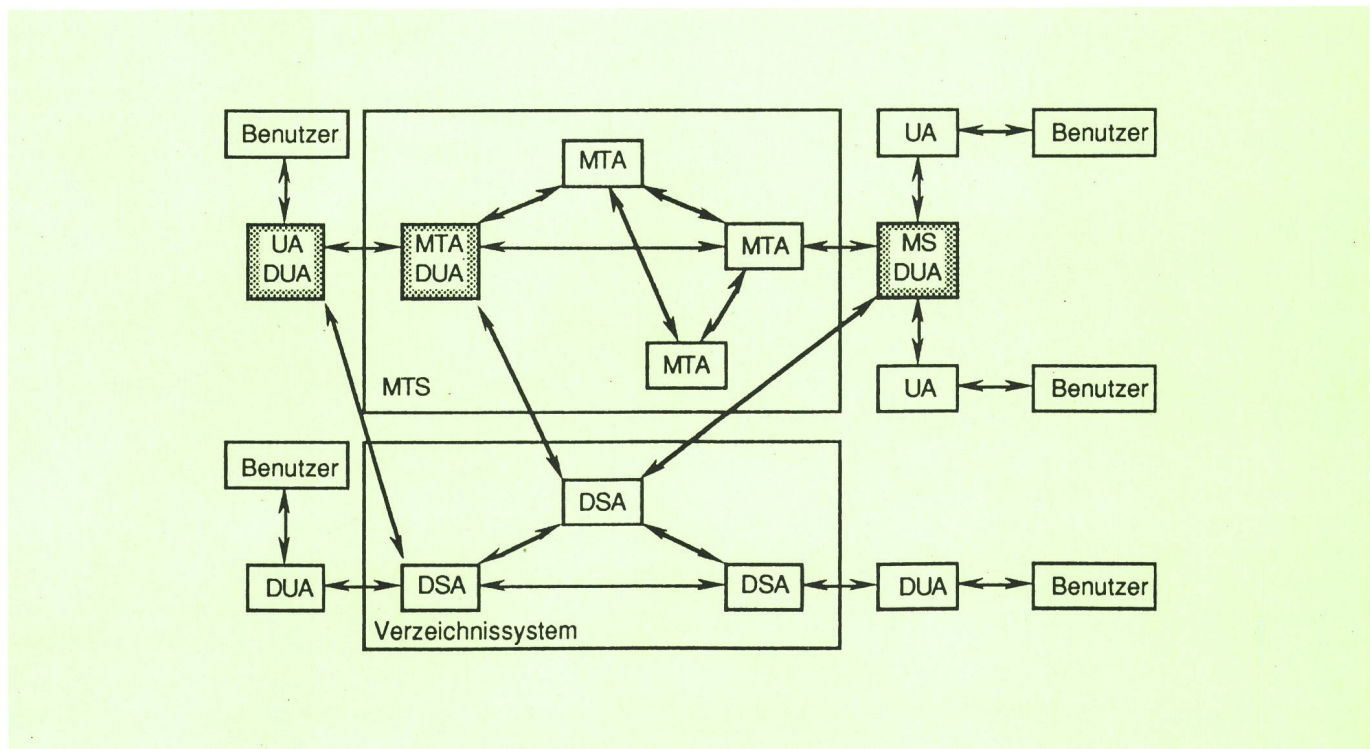 Benutzer
UA
Benutzer
MTA
UA
DUA
MTA
DUA
MTA
MS
DUA
MTA
MTS
UA
Benutzer
Benutzer
DSA
DUA
DSA
DSA
DUA
Benutzer
Verzeichnissystem